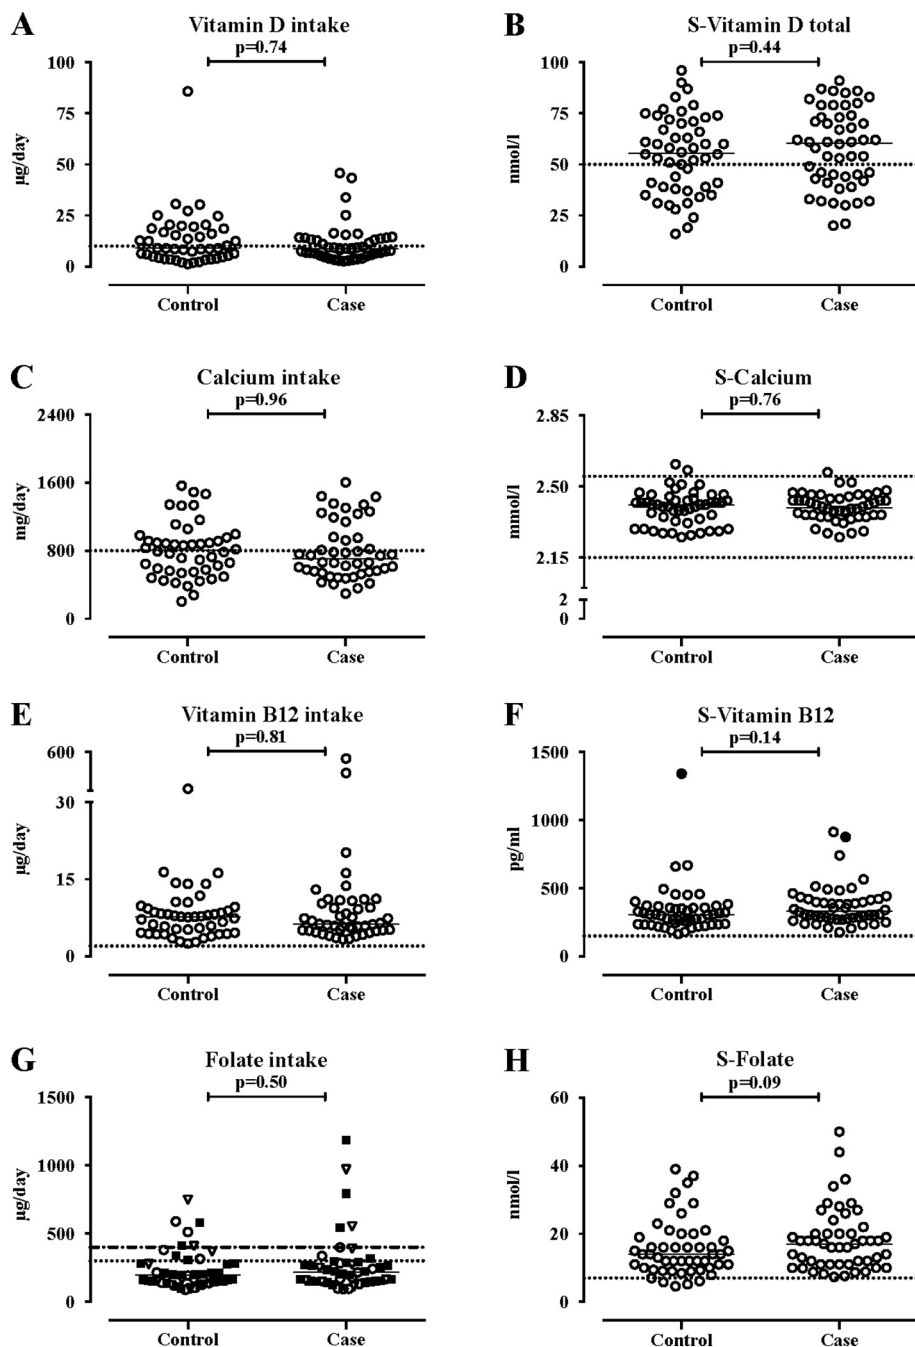 A
Vitamin D intake
p=0.74
100
75
50
25
0
µg/day
Control
Case
B
S-Vitamin D total
p=0.44
100
75
50
25
0
nmol/l
Control
Case
C
Calcium intake
p=0.96
2400
1600
800
0
mg/day
Control
Case
D
S-Calcium
p=0.76
2.85
2.50
2.15
2
0
mmol/l
Control
Case
E
Vitamin B12 intake
p=0.81
600
30
15
0
µg/day
Control
Case
F
S-Vitamin B12
p=0.14
1500
1000
500
0
pg/ml
Control
Case
G
Folate intake
p=0.50
1500
1000
500
0
µg/day
Control
Case
H
S-Folate
p=0.09
60
40
20
0
nmol/l
Control
Case